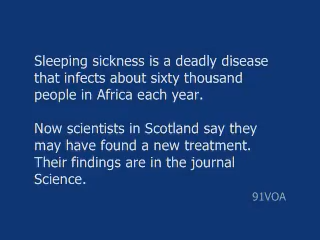 Sleeping sickness is a deadly disease
that infects about sixty thousand
people in Africa each year.
Now scientists in Scotland say they
may have found a new treatment.
Their findings are in the journal
Science.
91VOA